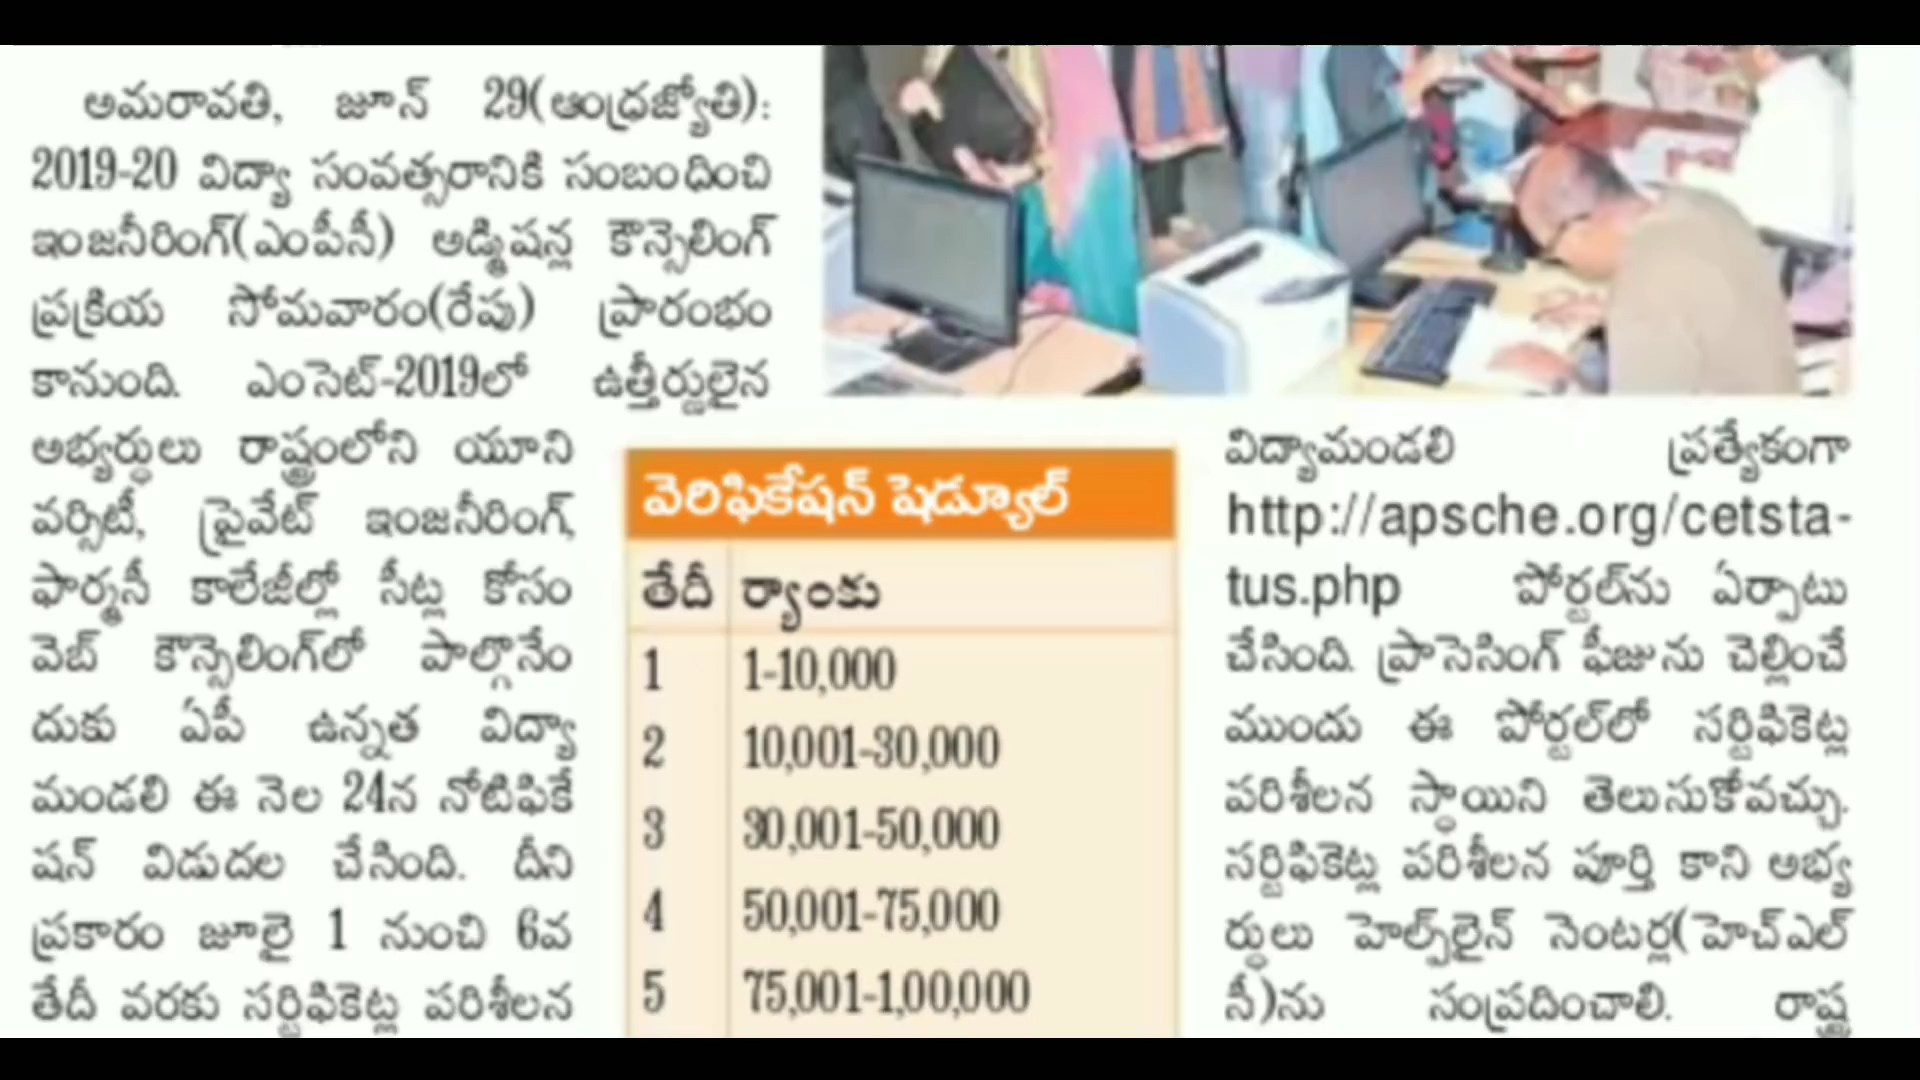 అమరావతి, జూన్ 29(ఆంధ్రజ్యోతి):
2019-20 విద్యా సంవత్సరానికి సంబంధించి
ఇంజనీరింగ్(ఎంపీసీ) అడ్మిషన్ల కౌన్సెలింగ్
ప్రక్రియ సోమవారం(రేపు) ప్రారంభం
కానుంది. ఎంసెట్-2019లో ఉత్తీర్ణులైన
అభ్యర్థులు రాష్ట్రంలోని యూని
వర్సిటీ, ప్రైవేట్ ఇంజనీరింగ్,
ఫార్మసీ కాలేజీల్లో సీట్ల కోసం
వెబ్ కౌన్సెలింగ్‌లో పాల్గొనేం
దుకు ఏపీ ఉన్నత విద్యా
మండలి ఈ నెల 24న నోటిఫికే
షన్ విడుదల చేసింది. దీని
ప్రకారం జూలై 1 నుంచి 6వ
తేదీ వరకు సర్టిఫికెట్ల పరిశీలన
వెరిఫికేషన్ షెడ్యూల్
తేదీ ర్యాంకు
1 1-10,000
2 10,001-30,000
3 30,001-50,000
4 50,001-75,000
5 75,001-1,00,000
విద్యామండలి ప్రత్యేకంగా
http://apsche.org/cetsta-
tus.php పోర్టల్‌ను ఏర్పాటు
చేసింది. ప్రాసెసింగ్ ఫీజును చెల్లించే
ముందు ఈ పోర్టల్‌లో సర్టిఫికెట్ల
పరిశీలన స్థాయిని తెలుసుకోవచ్చు.
సర్టిఫికెట్ల పరిశీలన పూర్తి కాని అభ్య
ర్థులు హెల్ప్‌లైన్ సెంటర్ల(హెచ్ఎల్
సీ)ను సంప్రదించాలి. రాష్ట్ర